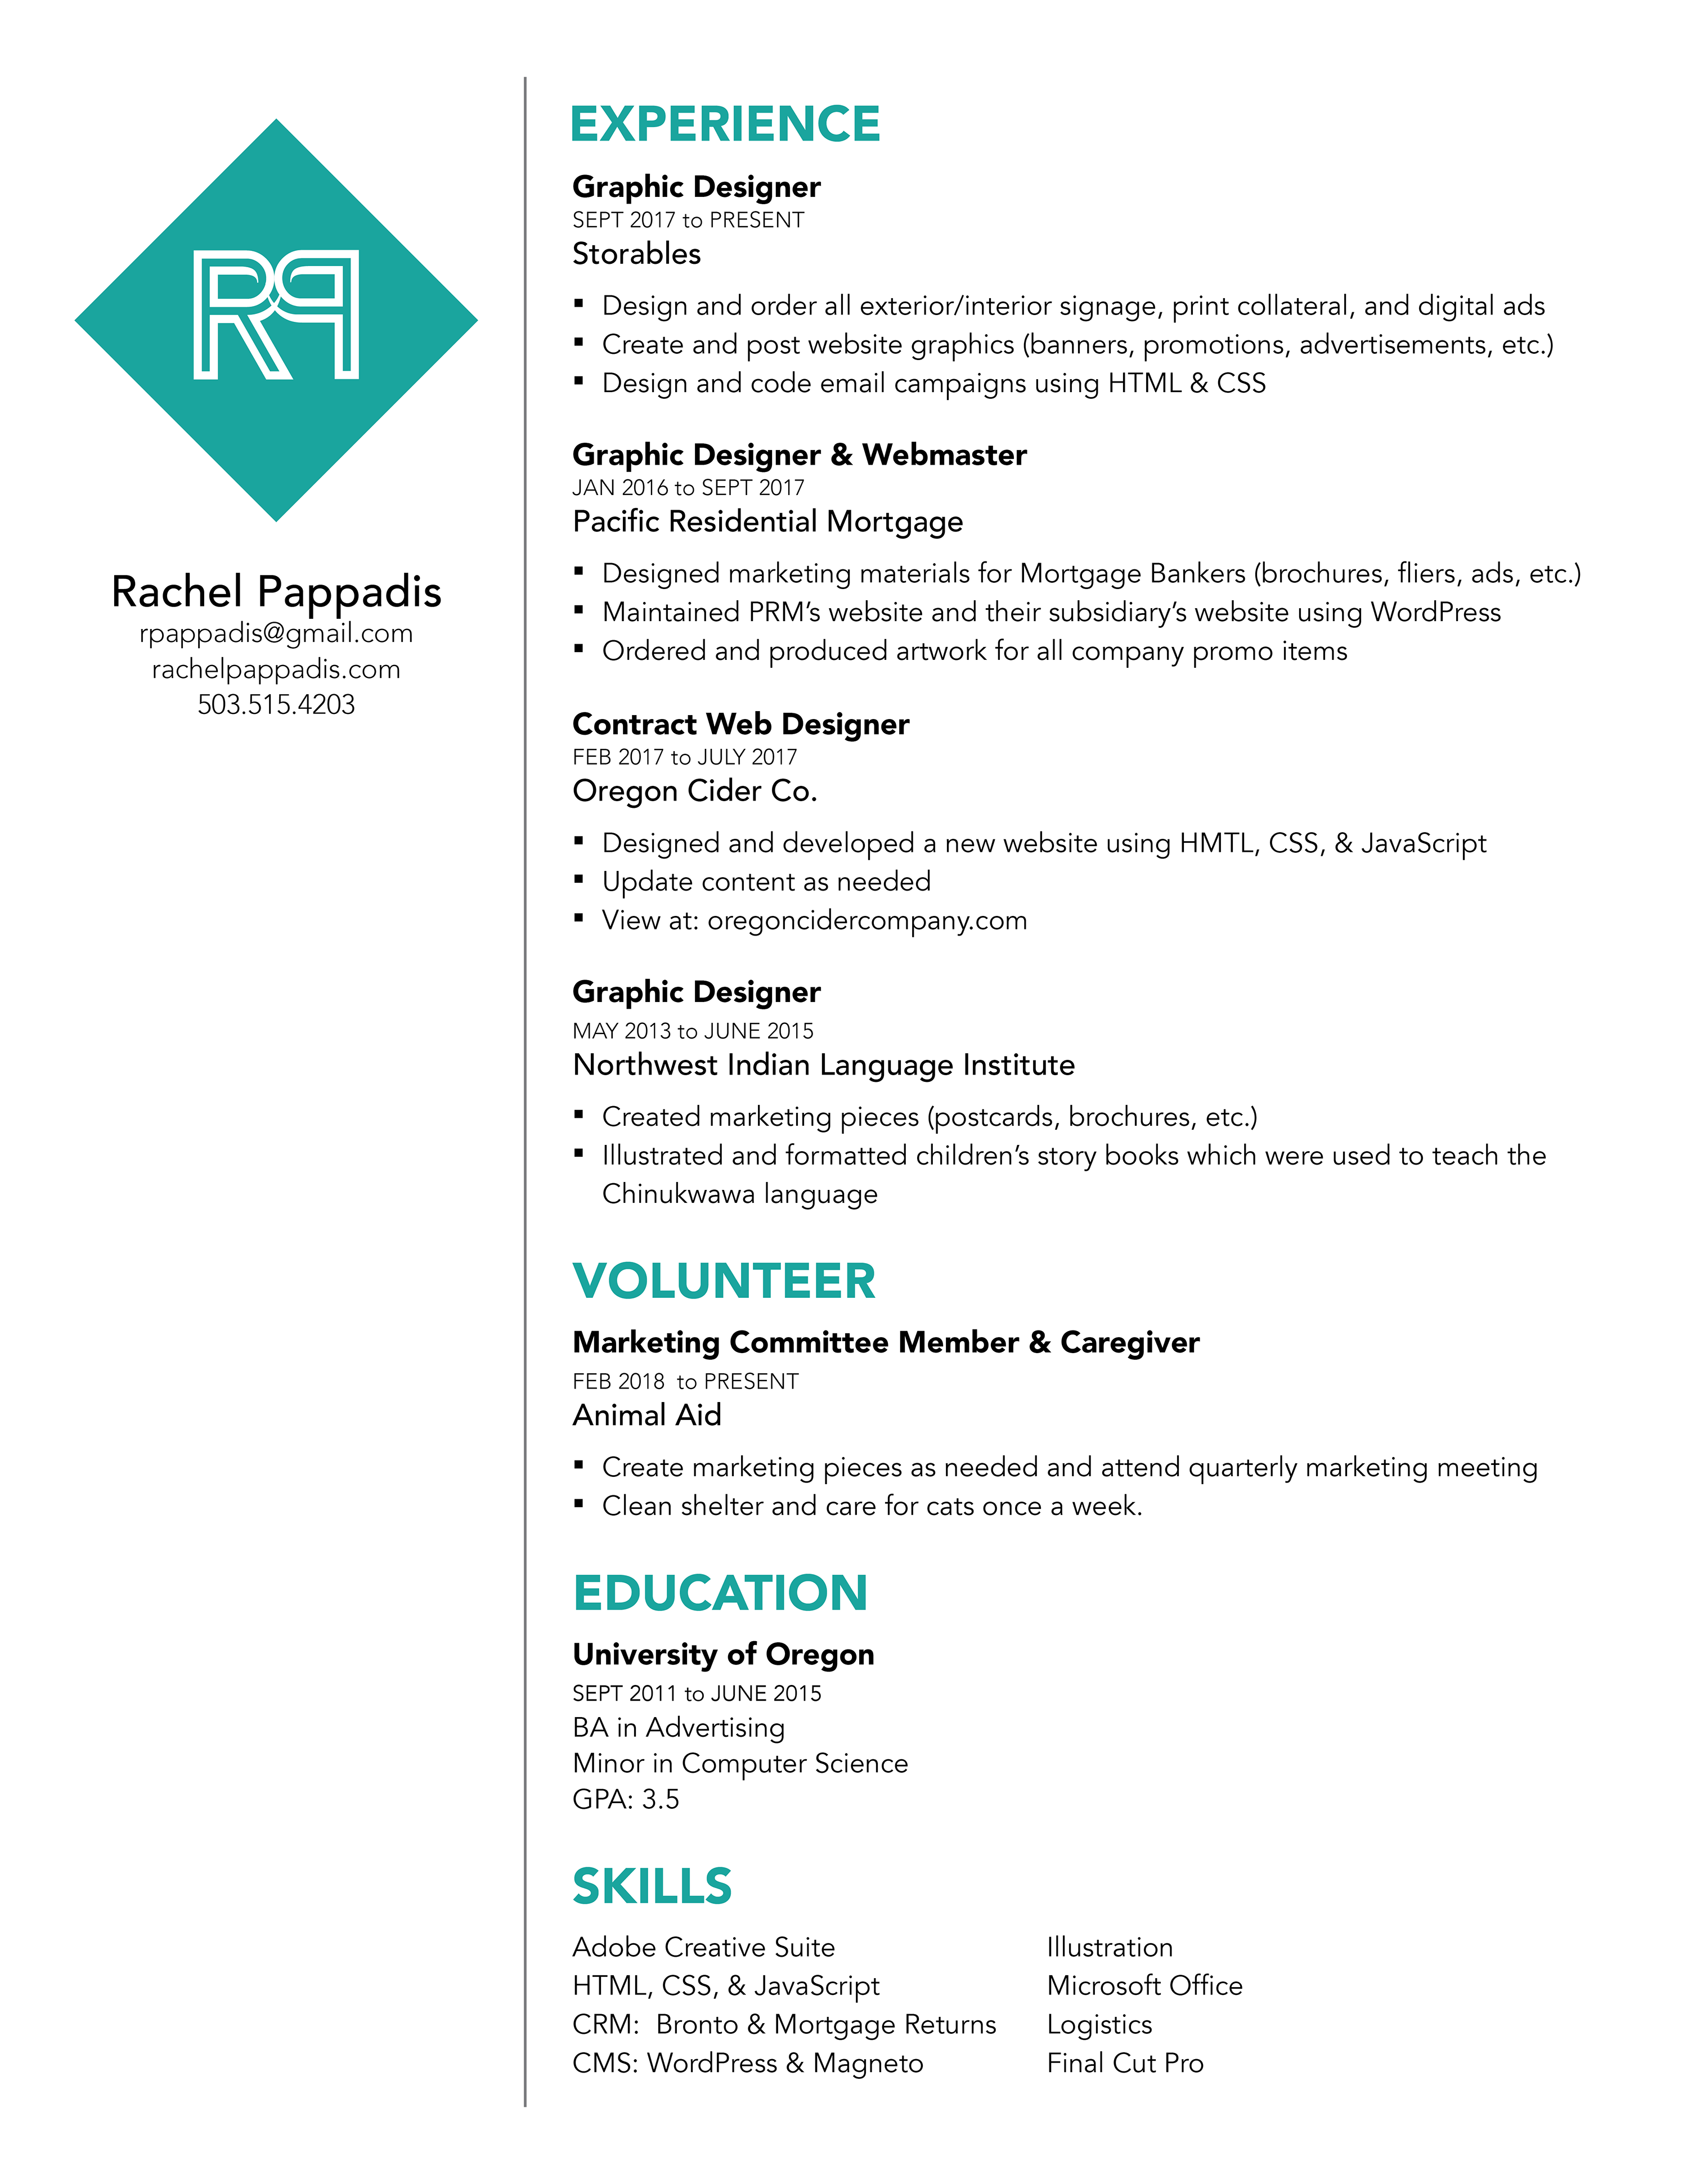 RP
Rachel Pappadis
rpappadis@gmail.com
rachelpappadis.com
503.515.4203
EXPERIENCE
Graphic Designer
SEPT 2017 to PRESENT
Storables
▪ Design and order all exterior/interior signage, print collateral, and digital ads
▪ Create and post website graphics (banners, promotions, advertisements, etc.)
▪ Design and code email campaigns using HTML & CSS
Graphic Designer & Webmaster
JAN 2016 to SEPT 2017
Pacific Residential Mortgage
▪ Designed marketing materials for Mortgage Bankers (brochures, fliers, ads, etc.)
▪ Maintained PRM’s website and their subsidiary’s website using WordPress
▪ Ordered and produced artwork for all company promo items
Contract Web Designer
FEB 2017 to JULY 2017
Oregon Cider Co.
▪ Designed and developed a new website using HMTL, CSS, & JavaScript
▪ Update content as needed
▪ View at: oregoncidercompany.com
Graphic Designer
MAY 2013 to JUNE 2015
Northwest Indian Language Institute
▪ Created marketing pieces (postcards, brochures, etc.)
▪ Illustrated and formatted children’s story books which were used to teach the
Chinukwawa language
VOLUNTEER
Marketing Committee Member & Caregiver
FEB 2018 to PRESENT
Animal Aid
▪ Create marketing pieces as needed and attend quarterly marketing meeting
▪ Clean shelter and care for cats once a week.
EDUCATION
University of Oregon
SEPT 2011 to JUNE 2015
BA in Advertising
Minor in Computer Science
GPA: 3.5
SKILLS
Adobe Creative Suite
HTML, CSS, & JavaScript
CRM: Bronto & Mortgage Returns
CMS: WordPress & Magneto
Illustration
Microsoft Office
Logistics
Final Cut Pro